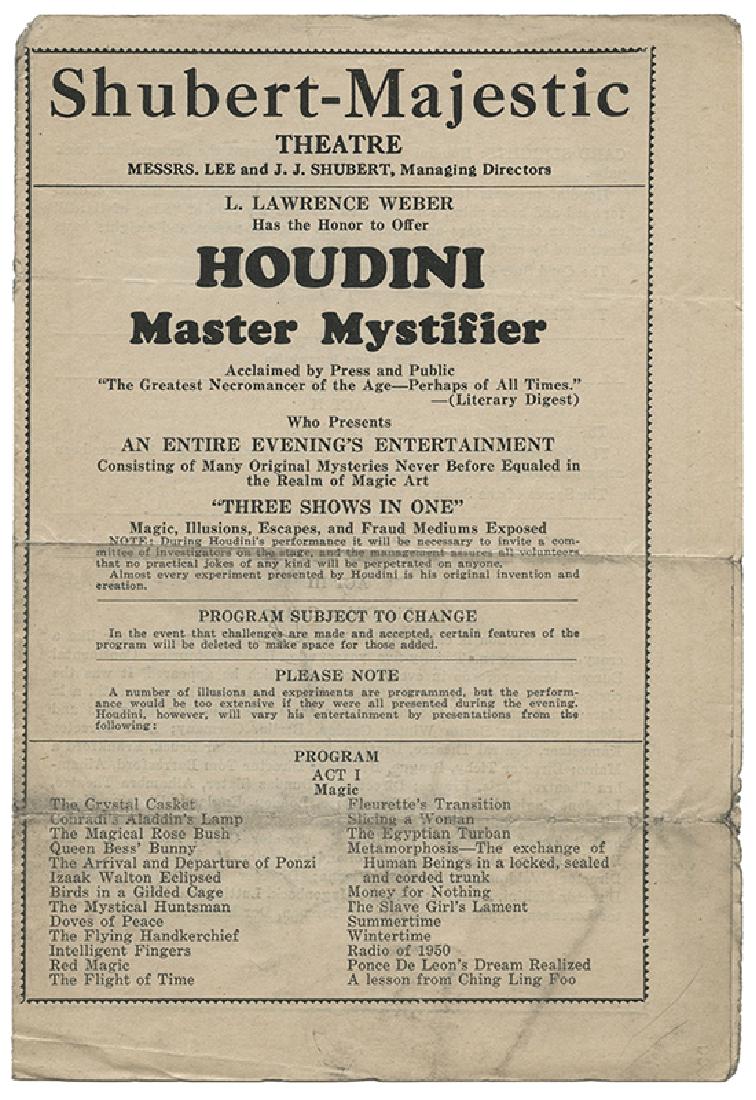 Shubert-Majestic
THEATRE
MESSRS. LEE and J. J. SHUBERT, Managing Directors
L. LAWRENCE WEBER
Has the Honor to Offer
HOUDINI
Master Mystifier
Acclaimed by Press and Public
"The Greatest Necromancer of the Age—Perhaps of All Times."
—(Literary Digest)
Who Presents
AN ENTIRE EVENING'S ENTERTAINMENT
Consisting of Many Original Mysteries Never Before Equaled in
the Realm of Magic Art
"THREE SHOWS IN ONE"
Magic, Illusions, Escapes, and Fraud Mediums Exposed
NOTE: During Houdini's performance it will be necessary to invite a com-
mittee of investigators on the stage, and the management assures all volunteers
that no practical jokes of any kind will be perpetrated on anyone.
Almost every experiment presented by Houdini is his original invention and
creation.
PROGRAM SUBJECT TO CHANGE
In the event that challenges are made and accepted, certain features of the
program will be deleted to make space for those added.
PLEASE NOTE
A number of illusions and experiments are programmed, but the perform-
ance would be too extensive if they were all presented during the evening.
Houdini, however, will vary his entertainment by presentations from the
following:
PROGRAM
ACT I
Magic
The Crystal Casket
Conradi's Aladdin's Lamp
The Magical Rose Bush
Queen Bess' Bunny
The Arrival and Departure of Ponzi
Izaak Walton Eclipsed
Birds in a Gilded Cage
The Mystical Huntsman
Doves of Peace
The Flying Handkerchief
Intelligent Fingers
Red Magic
The Flight of Time
Fleurette's Transition
Slicing a Woman
The Egyptian Turban
Metamorphosis—The exchange of
Human Beings in a locked, sealed
and corded trunk
Money for Nothing
The Slave Girl's Lament
Summertime
Wintertime
Radio of 1950
Ponce De Leon's Dream Realized
A lesson from Ching Ling Foo